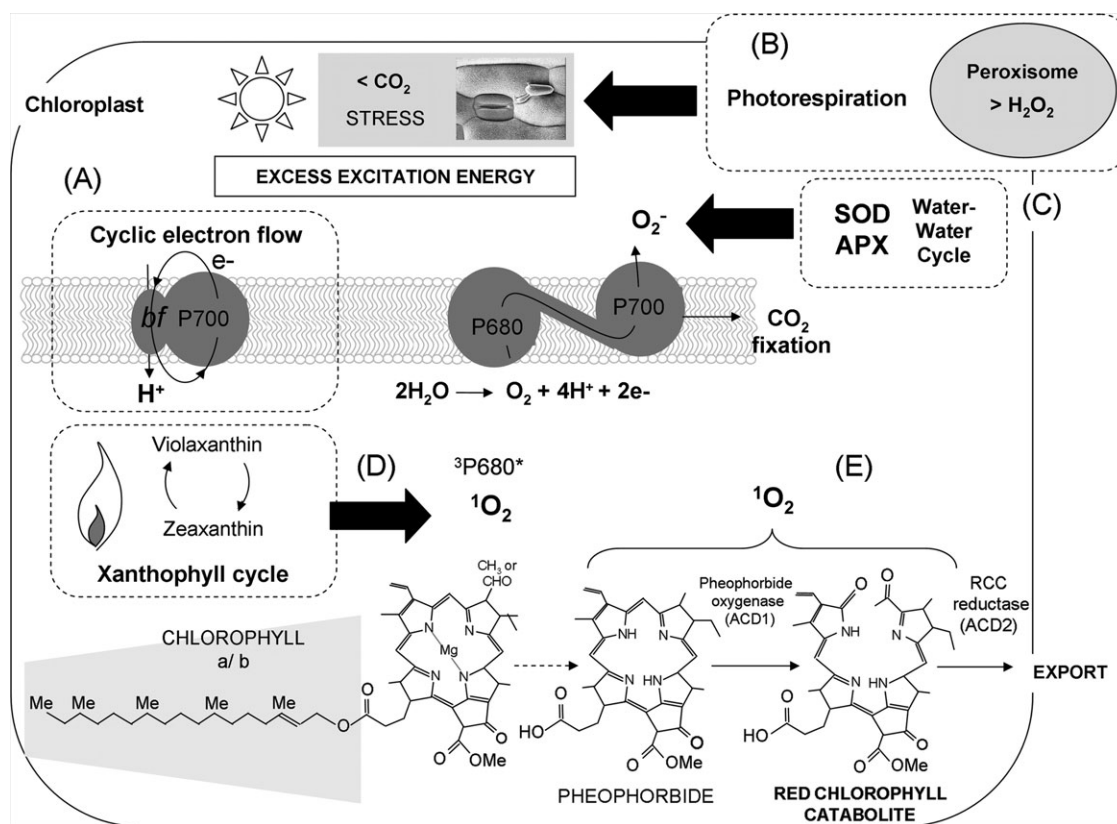 Chloroplast
< CO₂
STRESS
EXCESS EXCITATION ENERGY
(B)
Photorespiration
Peroxisome
> H₂O₂
(A)
Cyclic electron flow
e-
bf
P700
H⁺
P680
P700
O₂⁻
SOD
APX
Water-
Water
Cycle
(C)
CO₂
fixation
2H₂O → O₂ + 4H⁺ + 2e-
Violaxanthin
Zeaxanthin
Xanthophyll cycle
(D)
³P680*
¹O₂
(E)
¹O₂
CHLOROPHYLL
a/ b
Me
Me
Me
Me
O
O
CH₃ or
CHO
N
N
Mg
N
N
O
O
OMe
NH
N
N
HN
O
HO
O
O
OMe
PHEOPHORBIDE
Pheophorbide
oxygenase
(ACD1)
O
O
NH
N
N
HN
O
HO
O
O
OMe
RED CHLOROPHYLL
CATABOLITE
RCC
reductase
(ACD2)
EXPORT